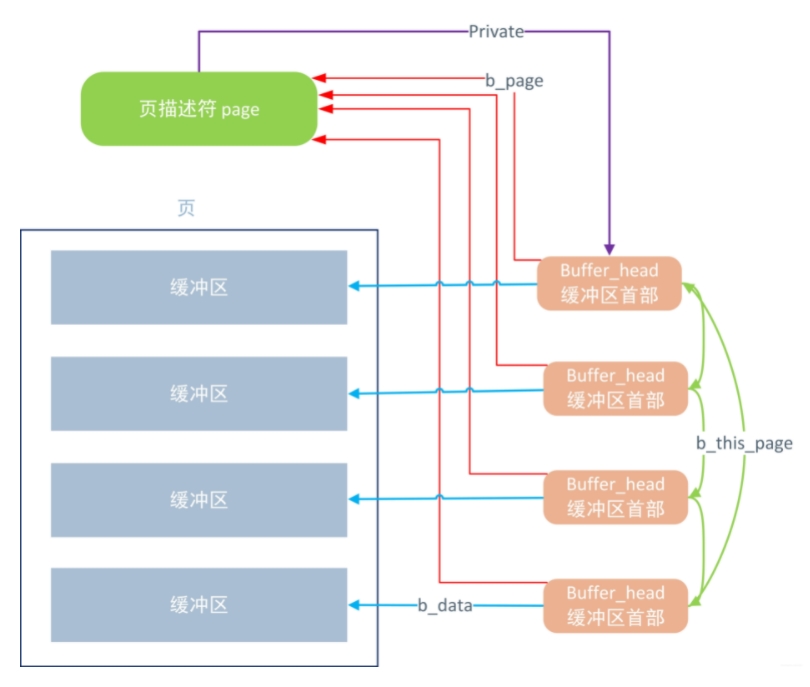 Private
b_page
页描述符 page
页
缓冲区
Buffer_head
缓冲区首部
缓冲区
Buffer_head
缓冲区首部
b_this_page
缓冲区
Buffer_head
缓冲区首部
缓冲区
b_data
Buffer_head
缓冲区首部